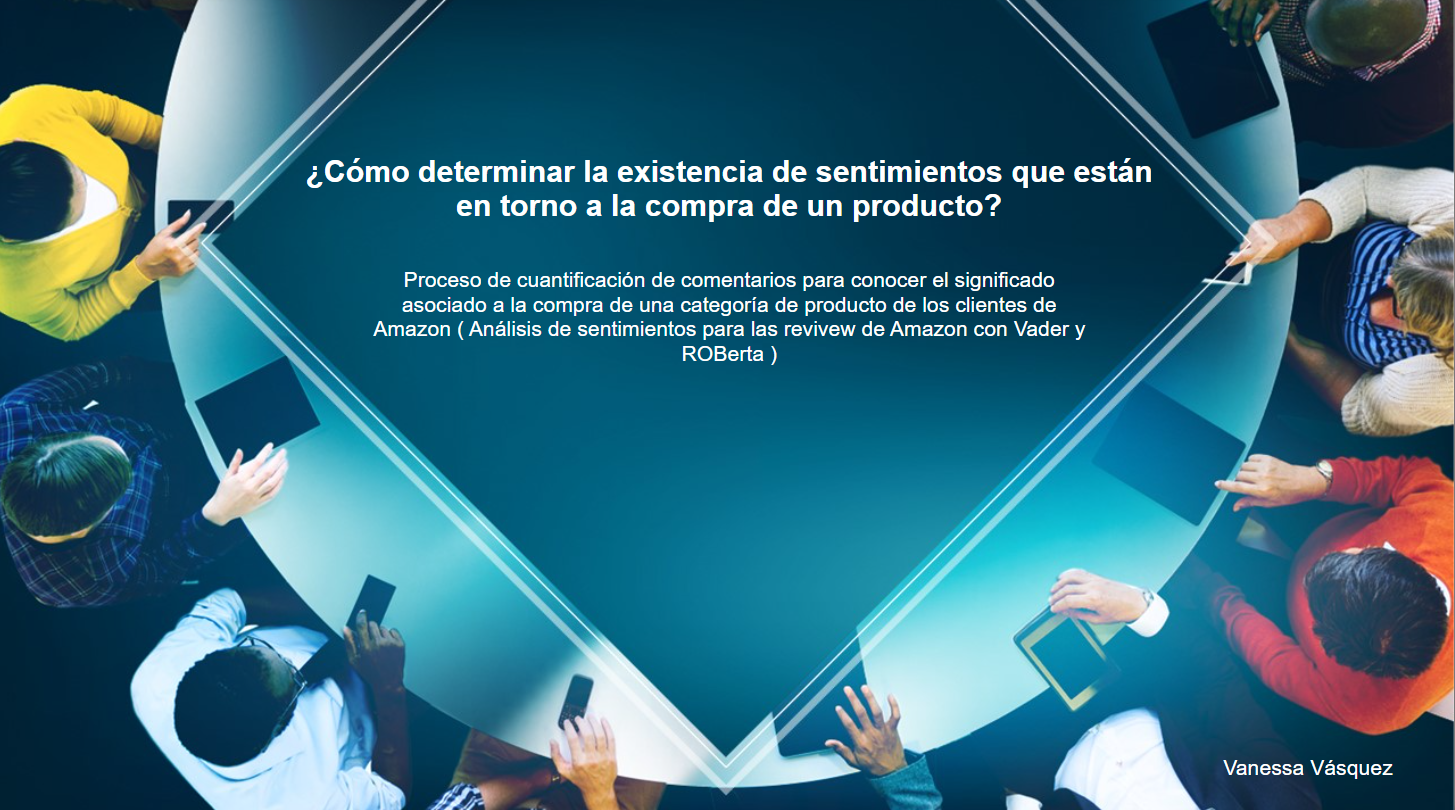 ¿Cómo determinar la existencia de sentimientos que están
en torno a la compra de un producto?
Proceso de cuantificación de comentarios para conocer el significado
asociado a la compra de una categoría de producto de los clientes de
Amazon ( Análisis de sentimientos para las revivew de Amazon con Vader y
ROBerta )
Vanessa Vásquez